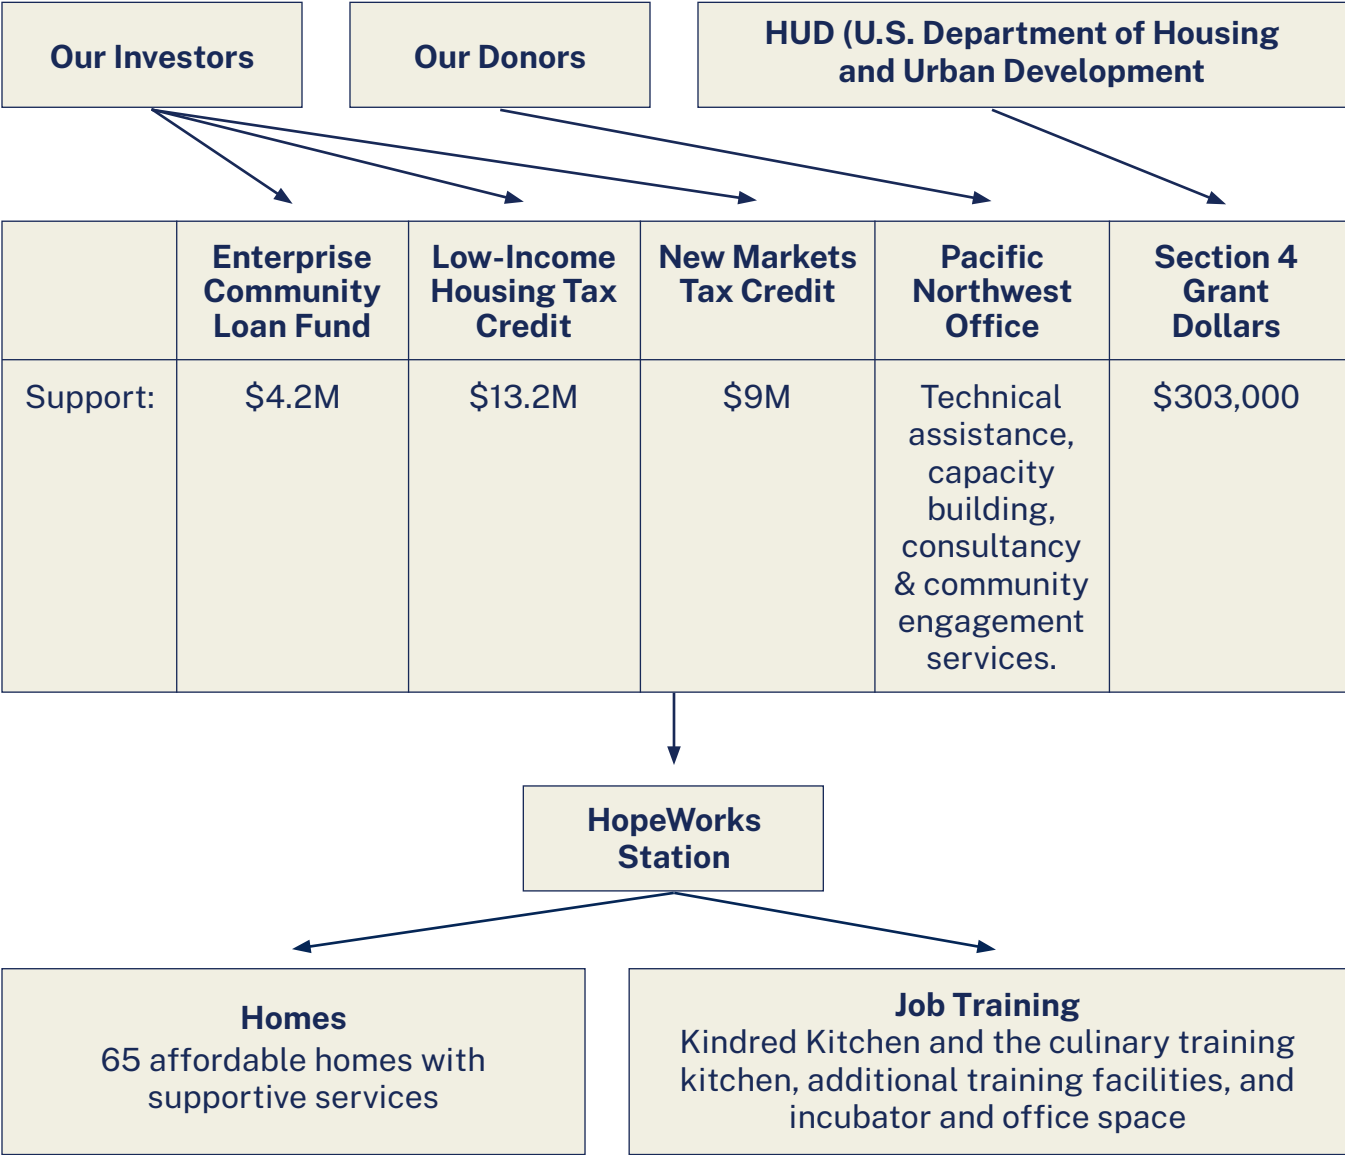 Our Investors
Our Donors
HUD (U.S. Department of Housing
and Urban Development
Enterprise
Community
Loan Fund
Low-Income
Housing Tax
Credit
New Markets
Tax Credit
Pacific
Northwest
Office
Section 4
Grant
Dollars
Support:
$4.2M
$13.2M
$9M
Technical
assistance,
capacity
building,
consultancy
& community
engagement
services.
$303,000
HopeWorks
Station
Homes
65 affordable homes with
supportive services
Job Training
Kindred Kitchen and the culinary training
kitchen, additional training facilities, and
incubator and office space